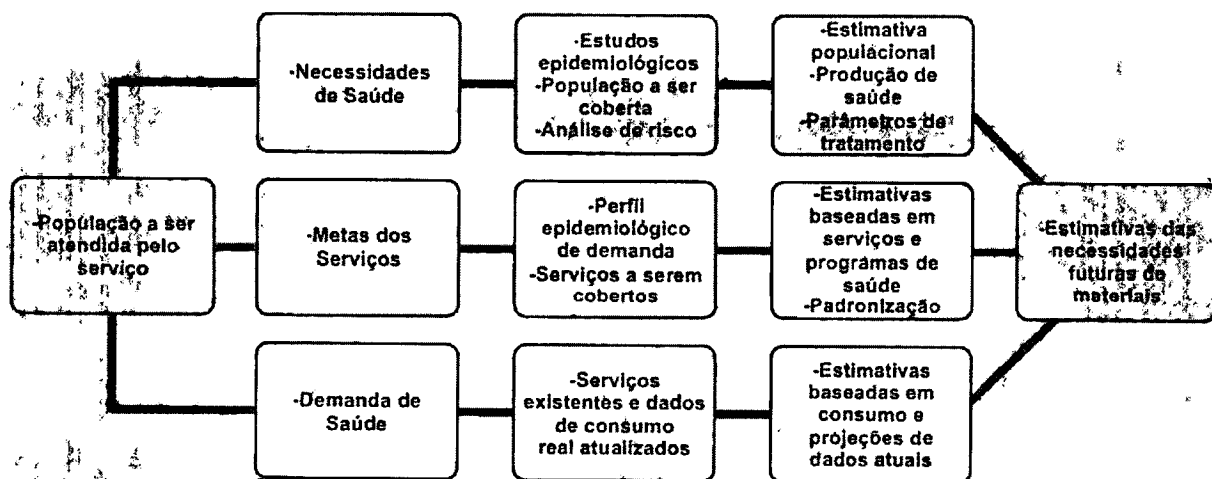 -População a ser
atendida pelo
serviço
-Necessidades
de Saúde
-Estudos
epidemiológicos
-População a ser
coberta
-Análise de risco
-Estimativa
populacional
-Produção de
saúde
-Parâmetros de
tratamento
-Metas dos
Serviços
-Perfil
epidemiológico
de demanda
-Serviços a serem
cobertos
-Estimativas
baseadas em
serviços e
programas de
saúde
-Padronização
-Demanda de
Saúde
-Serviços
existentes e dados
de consumo
real atualizados
-Estimativas
baseadas em
consumo e
projeções de
dados atuais
-Estimativas das
necessidades
futuras de
materiais